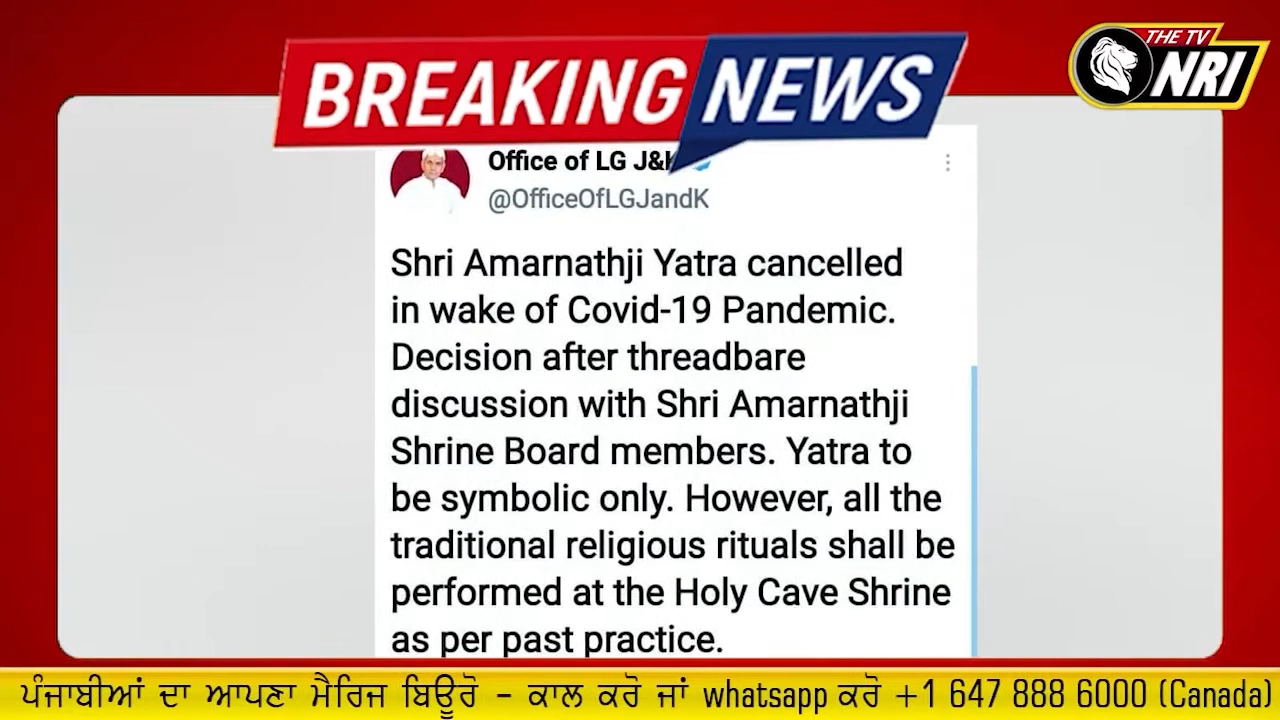 THE TV
NRI
BREAKING NEWS
Office of LG J&K
@OfficeOfLGJandK
Shri Amarnathji Yatra cancelled
in wake of Covid-19 Pandemic.
Decision after threadbare
discussion with Shri Amarnathji
Shrine Board members. Yatra to
be symbolic only. However, all the
traditional religious rituals shall be
performed at the Holy Cave Shrine
as per past practice.
ਪੰਜਾਬੀਆਂ ਦਾ ਆਪਣਾ ਮੈਰਿਜ ਬਿਊਰੋ - ਕਾਲ ਕਰੋ ਜਾਂ whatsapp ਕਰੋ +1 647 888 6000 (Canada)